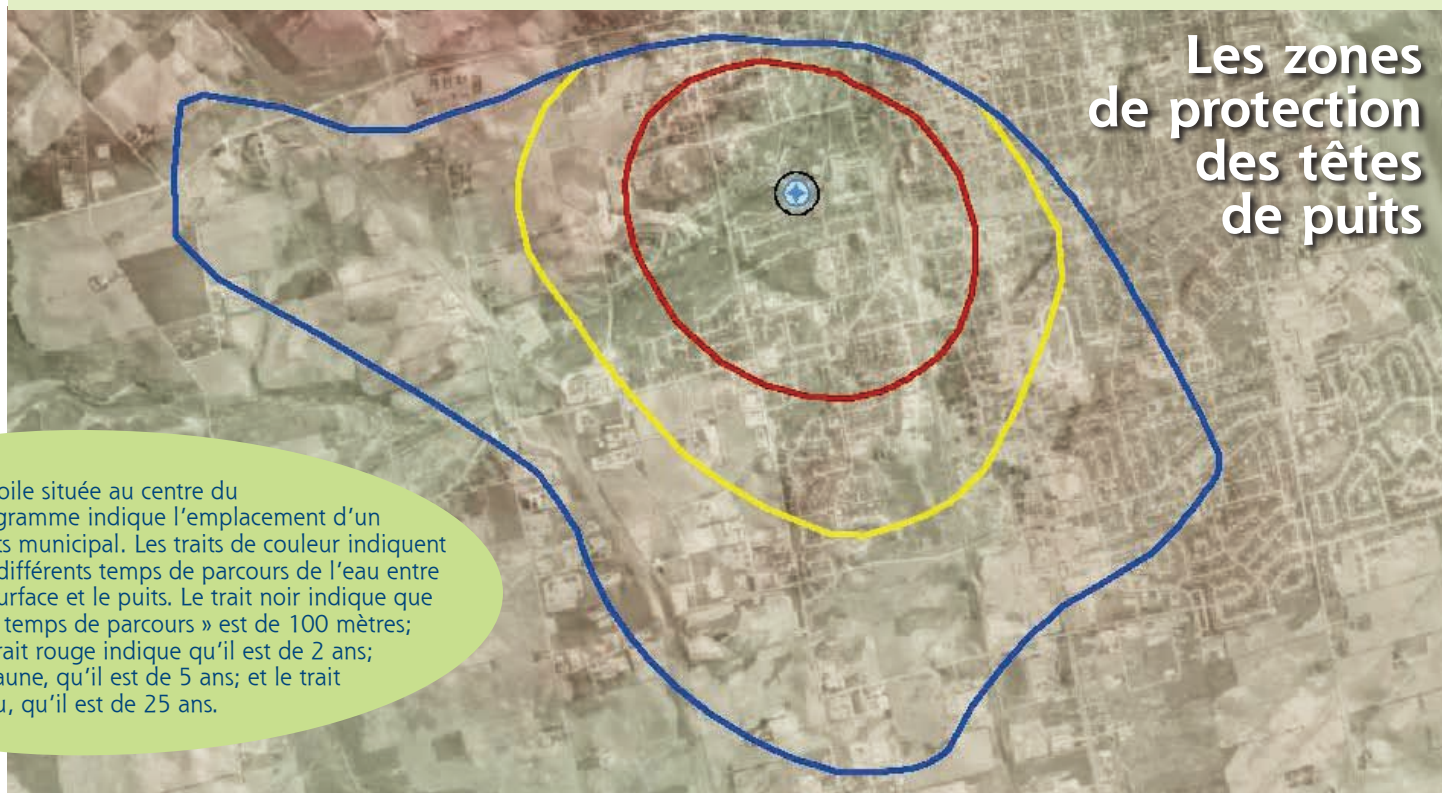 Les zones
de protection
des têtes
de puits
oile située au centre du
gramme indique l'emplacement d'un
ts municipal. Les traits de couleur indiquent
différents temps de parcours de l'eau entre
urface et le puits. Le trait noir indique que
temps de parcours » est de 100 mètres;
rait rouge indique qu'il est de 2 ans;
aune, qu'il est de 5 ans; et le trait
u, qu'il est de 25 ans.